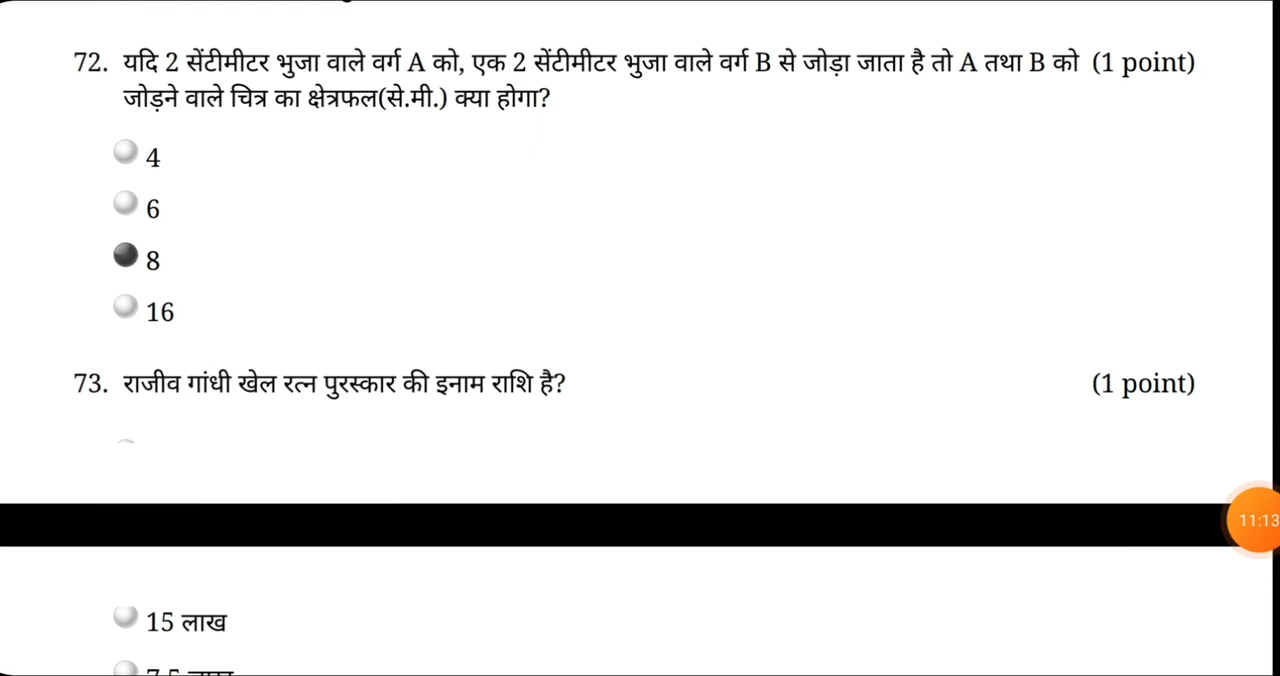 72. यदि 2 सेंटीमीटर भुजा वाले वर्ग A को, एक 2 सेंटीमीटर भुजा वाले वर्ग B से जोड़ा जाता है तो A तथा B को (1 point)
जोड़ने वाले चित्र का क्षेत्रफल(से.मी.) क्या होगा?
4
6
8
16
73. राजीव गांधी खेल रत्न पुरस्कार की इनाम राशि है? (1 point)
11:13
15 लाख